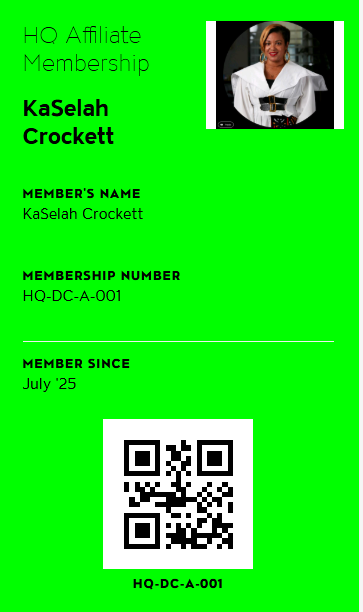 HQ Affiliate
Membership
KaSelah
Crockett
MEMBER'S NAME
KaSelah Crockett
MEMBERSHIP NUMBER
HQ-DC-A-001
MEMBER SINCE
July '25
HQ-DC-A-001